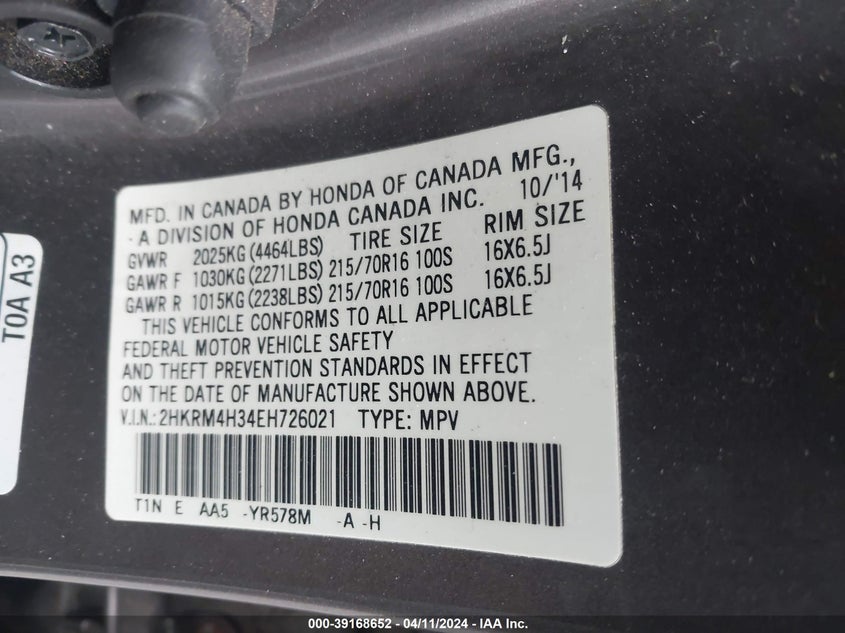 MFD. IN CANADA BY HONDA OF CANADA MFG.,
- A DIVISION OF HONDA CANADA INC. 10/'14
GVWR 2025KG (4464LBS) TIRE SIZE RIM SIZE
GAWR F 1030KG (2271LBS) 215/70R16 100S 16X6.5J
GAWR R 1015KG (2238LBS) 215/70R16 100S 16X6.5J
THIS VEHICLE CONFORMS TO ALL APPLICABLE
FEDERAL MOTOR VEHICLE SAFETY
AND THEFT PREVENTION STANDARDS IN EFFECT
ON THE DATE OF MANUFACTURE SHOWN ABOVE.
V.I.N.: 2HKRM4H34EH726021 TYPE: MPV
T1N E AA5 -YR578M -A -H
T0A A3
000-39168652 - 04/11/2024 - IAA Inc.